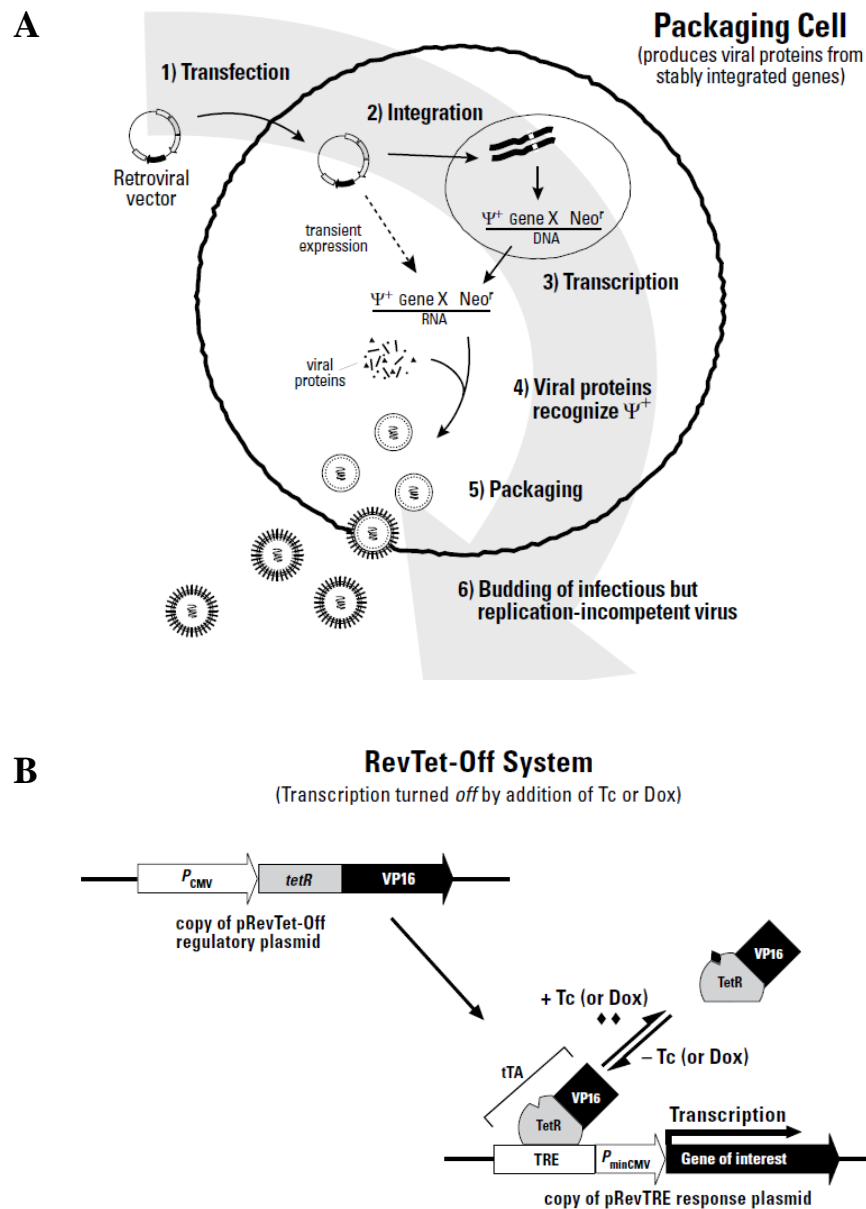 A
Packaging Cell
(produces viral proteins from
stably integrated genes)
1) Transfection
2) Integration
Retroviral
vector
transient
expression
Ψ+ Gene X Neoʳ
DNA
3) Transcription
Ψ+ Gene X Neoʳ
RNA
viral
proteins
4) Viral proteins
recognize Ψ+
5) Packaging
6) Budding of infectious but
replication-incompetent virus
B
RevTet-Off System
(Transcription turned off by addition of Tc or Dox)
PCMV tetR VP16
copy of pRevTet-Off
regulatory plasmid
VP16
TetR
+ Tc (or Dox)
– Tc (or Dox)
tTA
VP16
TetR
Transcription
TRE PminCMV Gene of interest
copy of pRevTRE response plasmid